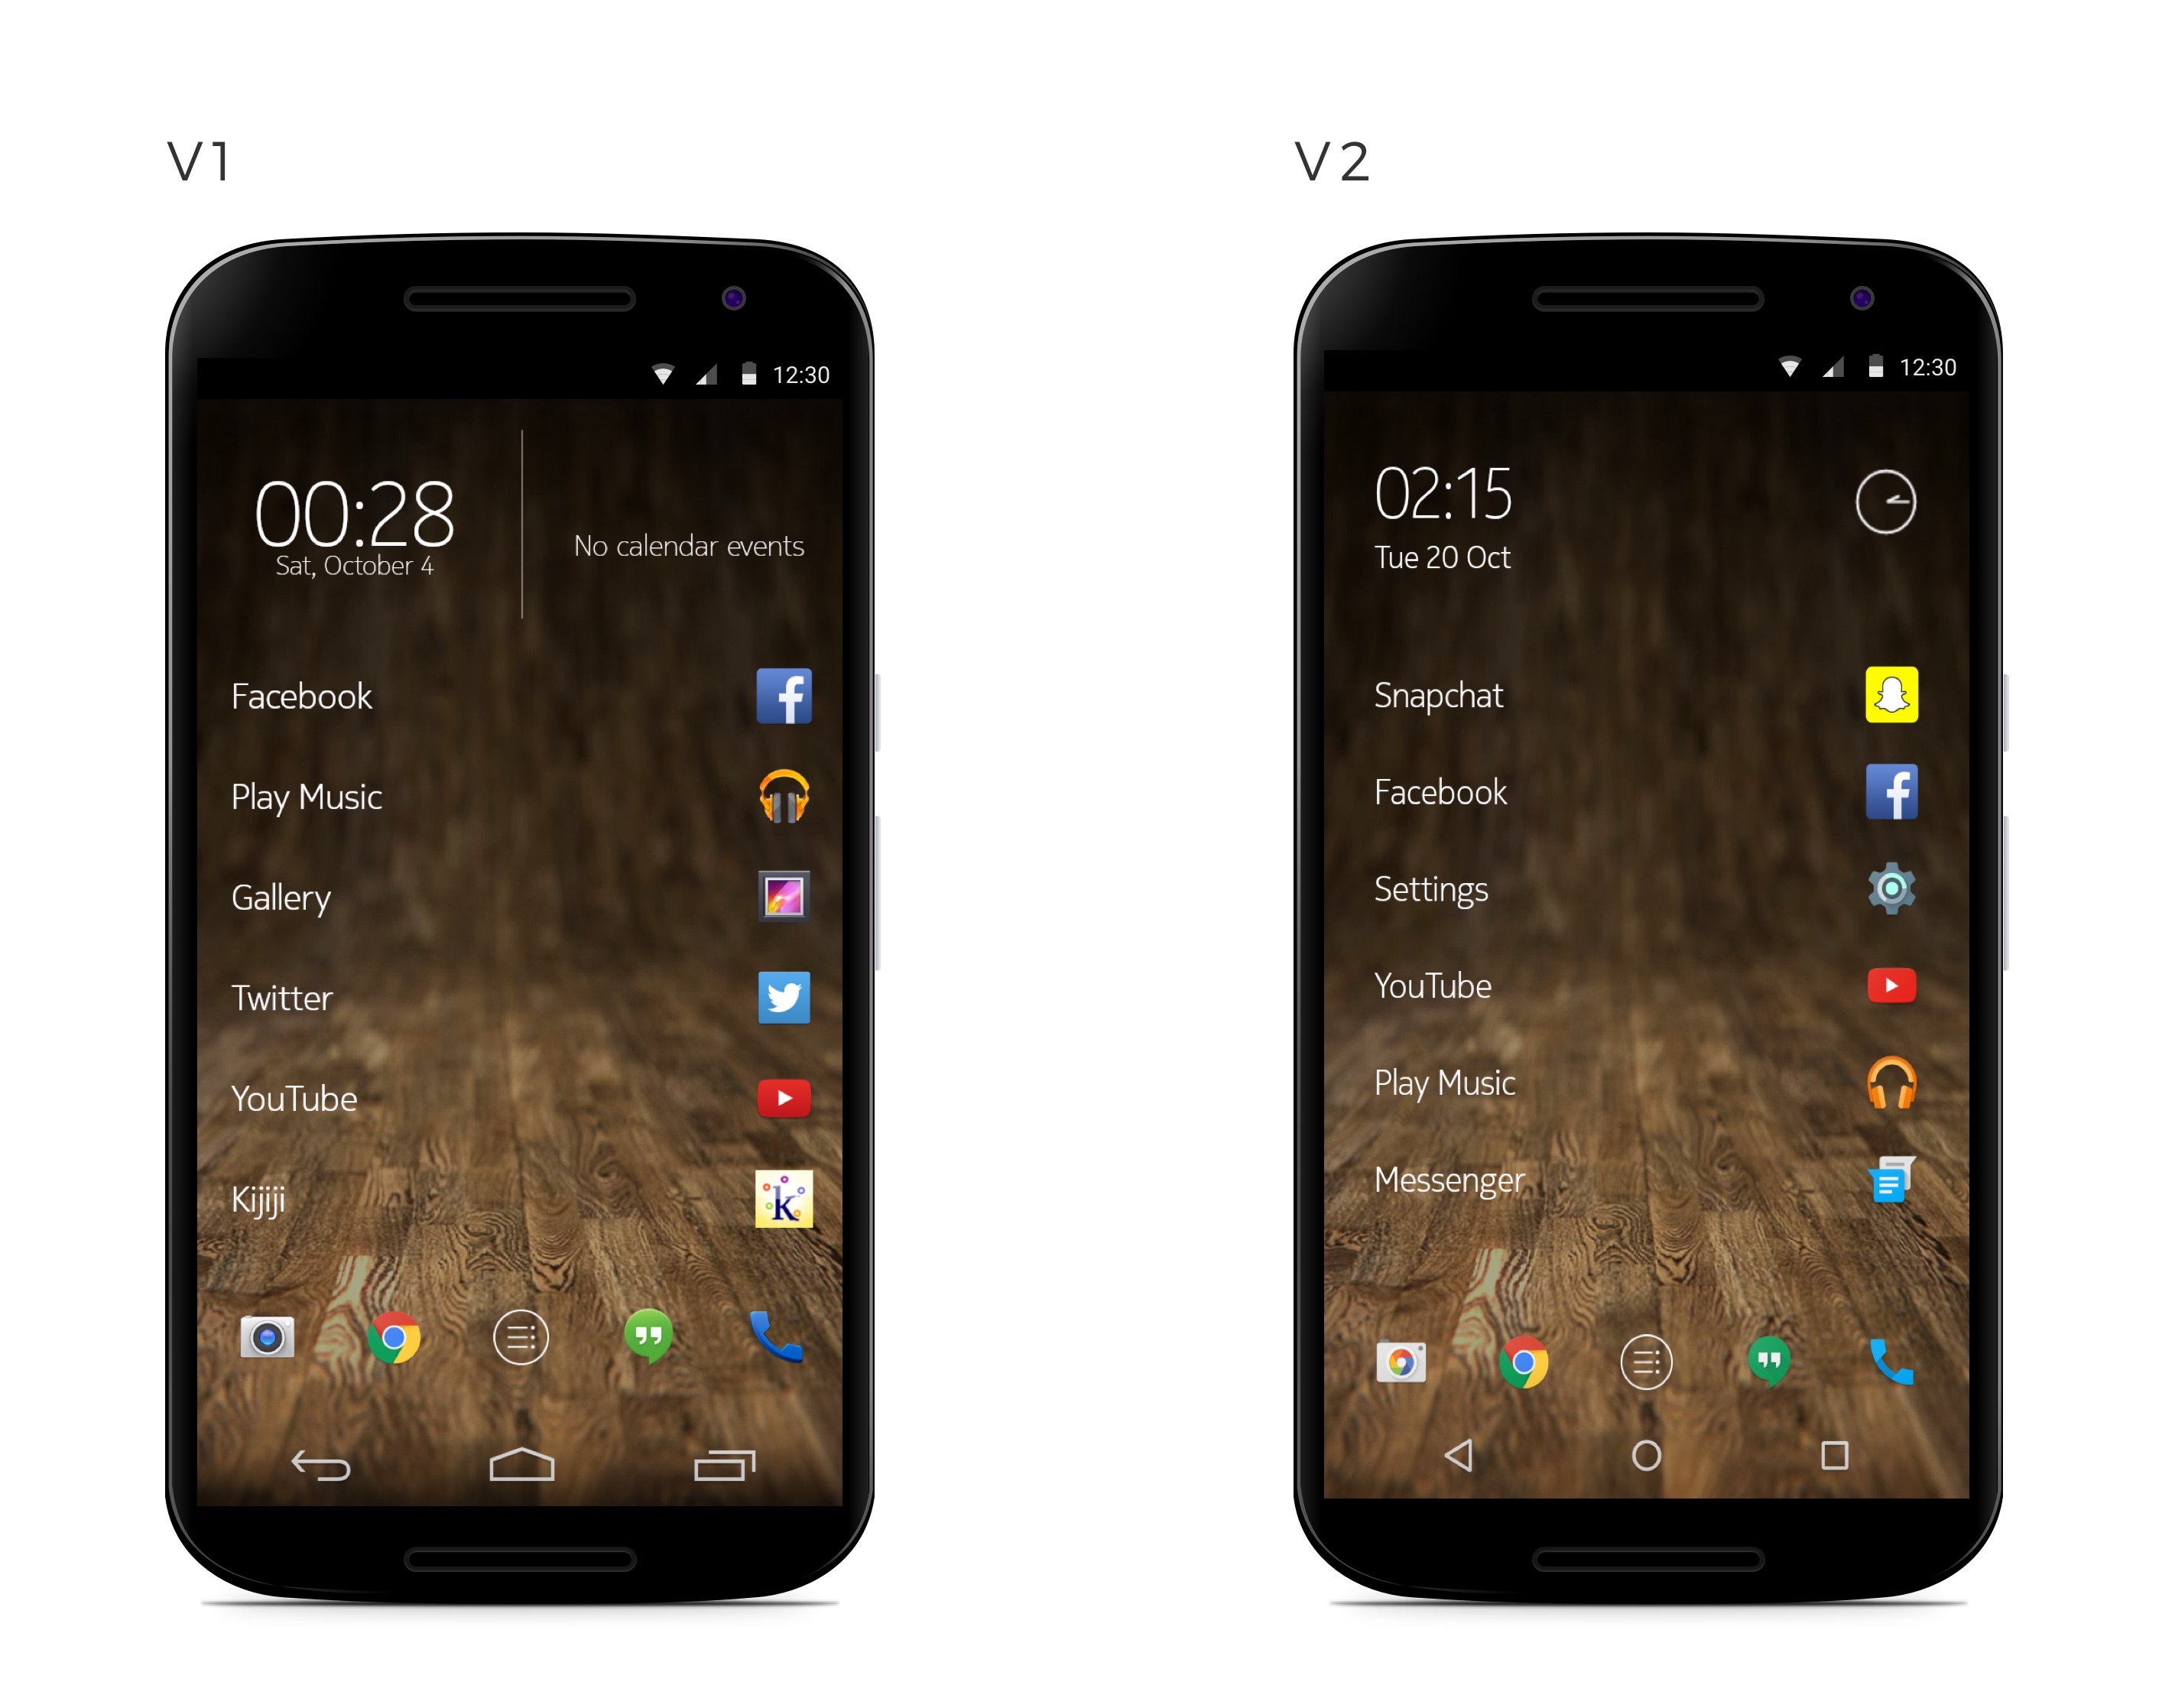 V1
12:30
00:28
Sat, October 4
No calendar events
Facebook
Play Music
Gallery
Twitter
YouTube
Kijiji
k
V2
12:30
02:15
Tue 20 Oct
Snapchat
Facebook
Settings
YouTube
Play Music
Messenger